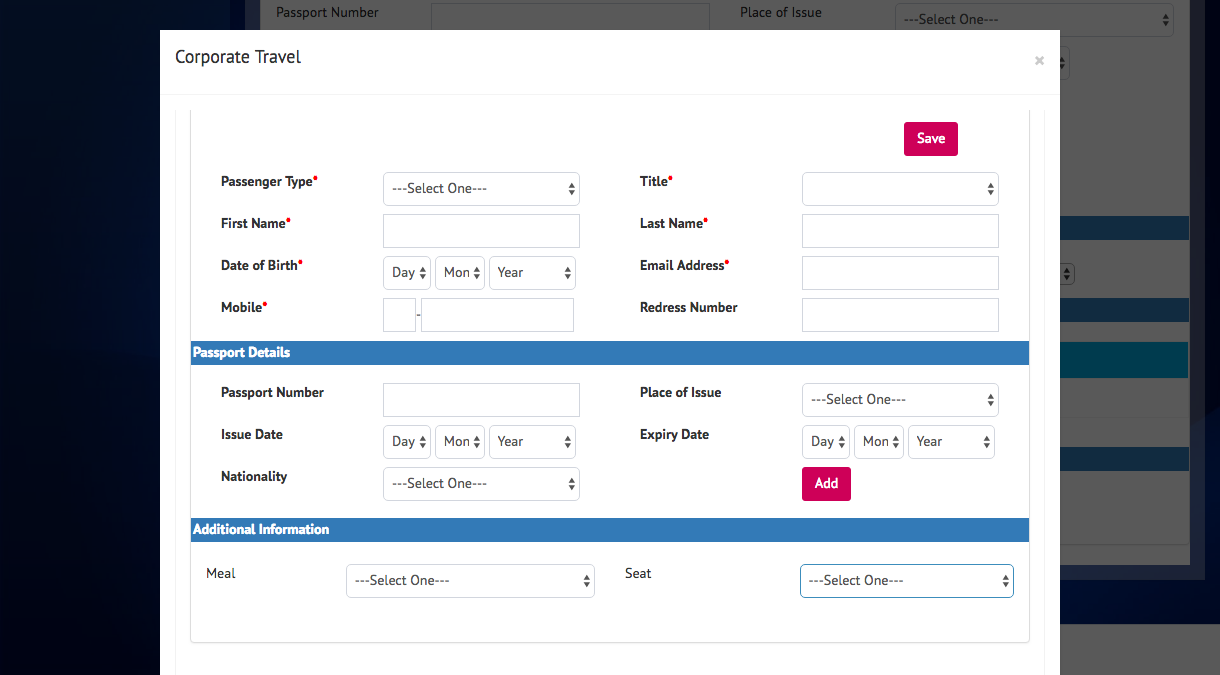 Passport Number Place of Issue ---Select One---
Corporate Travel ×
Save
Passenger Type* ---Select One--- Title*
First Name* Last Name*
Date of Birth* Day Mon Year Email Address*
Mobile* - Redress Number
Passport Details
Passport Number Place of Issue ---Select One---
Issue Date Day Mon Year Expiry Date Day Mon Year
Nationality ---Select One--- Add
Additional Information
Meal ---Select One--- Seat ---Select One---